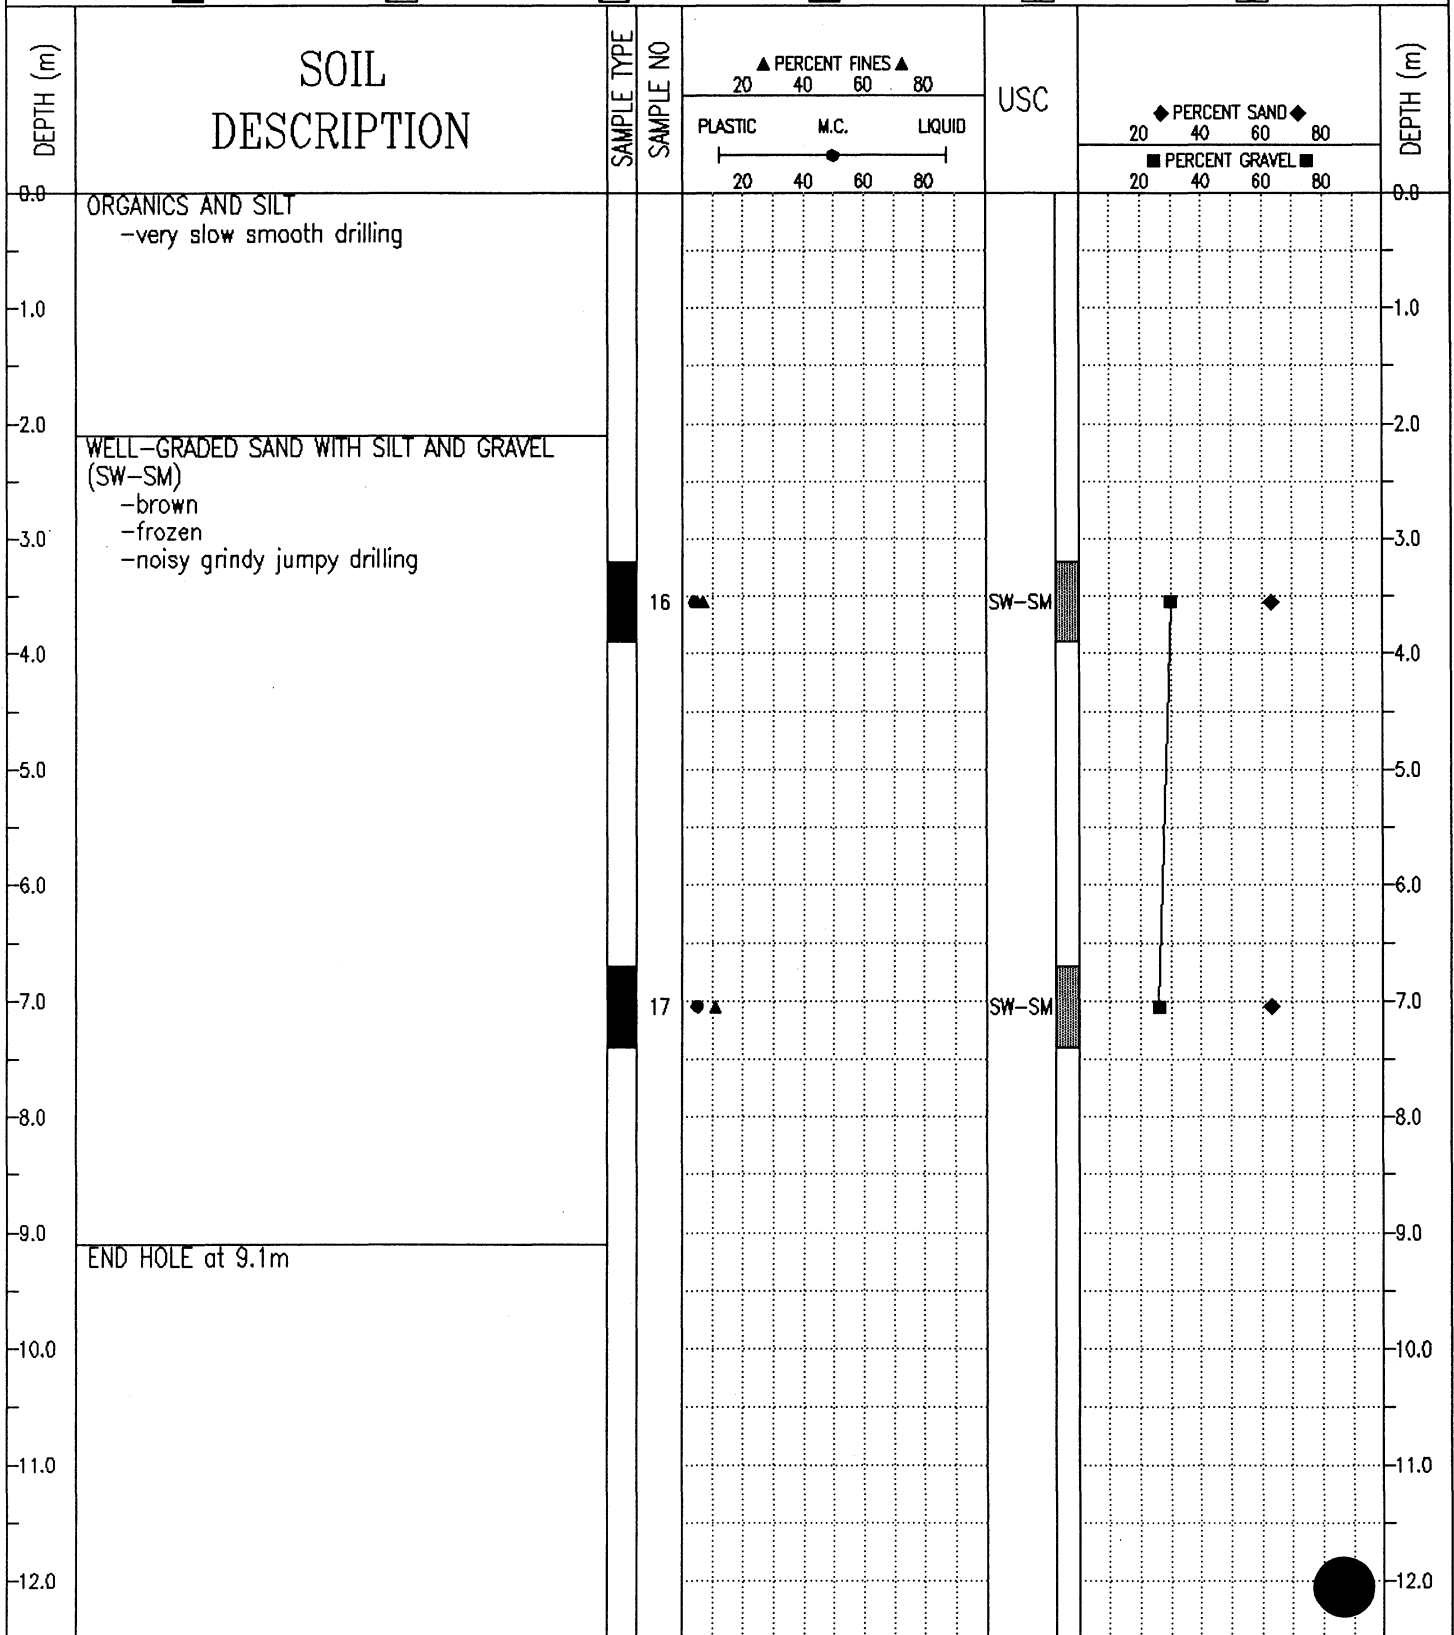 DEPTH (m)
SOIL
DESCRIPTION
SAMPLE TYPE
SAMPLE NO
▲ PERCENT FINES ▲
20 40 60 80
PLASTIC M.C. LIQUID
20 40 60 80
USC
◆ PERCENT SAND ◆
20 40 60 80
■ PERCENT GRAVEL ■
20 40 60 80
DEPTH (m)
0.0 0.0
ORGANICS AND SILT
-very slow smooth drilling
-1.0 -1.0
-2.0 -2.0
WELL-GRADED SAND WITH SILT AND GRAVEL
(SW-SM)
-brown
-frozen
-3.0 -3.0
-noisy grindy jumpy drilling
16 SW-SM
-4.0 -4.0
-5.0 -5.0
-6.0 -6.0
-7.0 -7.0
17 SW-SM
-8.0 -8.0
-9.0 -9.0
END HOLE at 9.1m
-10.0 -10.0
-11.0 -11.0
-12.0 -12.0